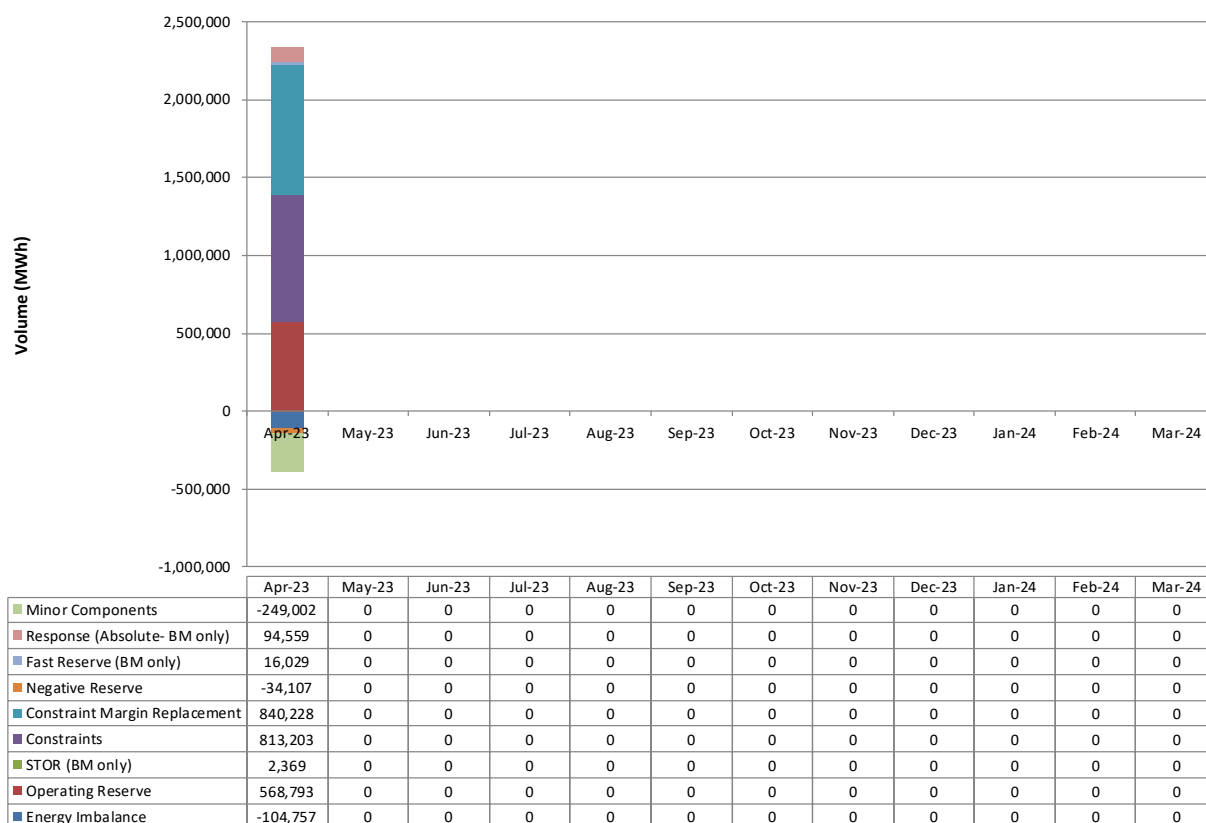 2,500,000
2,000,000
1,500,000
1,000,000
500,000
0
-500,000
-1,000,000
Volume (MWh)
Apr-23 May-23 Jun-23 Jul-23 Aug-23 Sep-23 Oct-23 Nov-23 Dec-23 Jan-24 Feb-24 Mar-24
Apr-23 May-23 Jun-23 Jul-23 Aug-23 Sep-23 Oct-23 Nov-23 Dec-23 Jan-24 Feb-24 Mar-24
Minor Components -249,002 0 0 0 0 0 0 0 0 0 0 0
Response (Absolute- BM only) 94,559 0 0 0 0 0 0 0 0 0 0 0
Fast Reserve (BM only) 16,029 0 0 0 0 0 0 0 0 0 0 0
Negative Reserve -34,107 0 0 0 0 0 0 0 0 0 0 0
Constraint Margin Replacement 840,228 0 0 0 0 0 0 0 0 0 0 0
Constraints 813,203 0 0 0 0 0 0 0 0 0 0 0
STOR (BM only) 2,369 0 0 0 0 0 0 0 0 0 0 0
Operating Reserve 568,793 0 0 0 0 0 0 0 0 0 0 0
Energy Imbalance -104,757 0 0 0 0 0 0 0 0 0 0 0